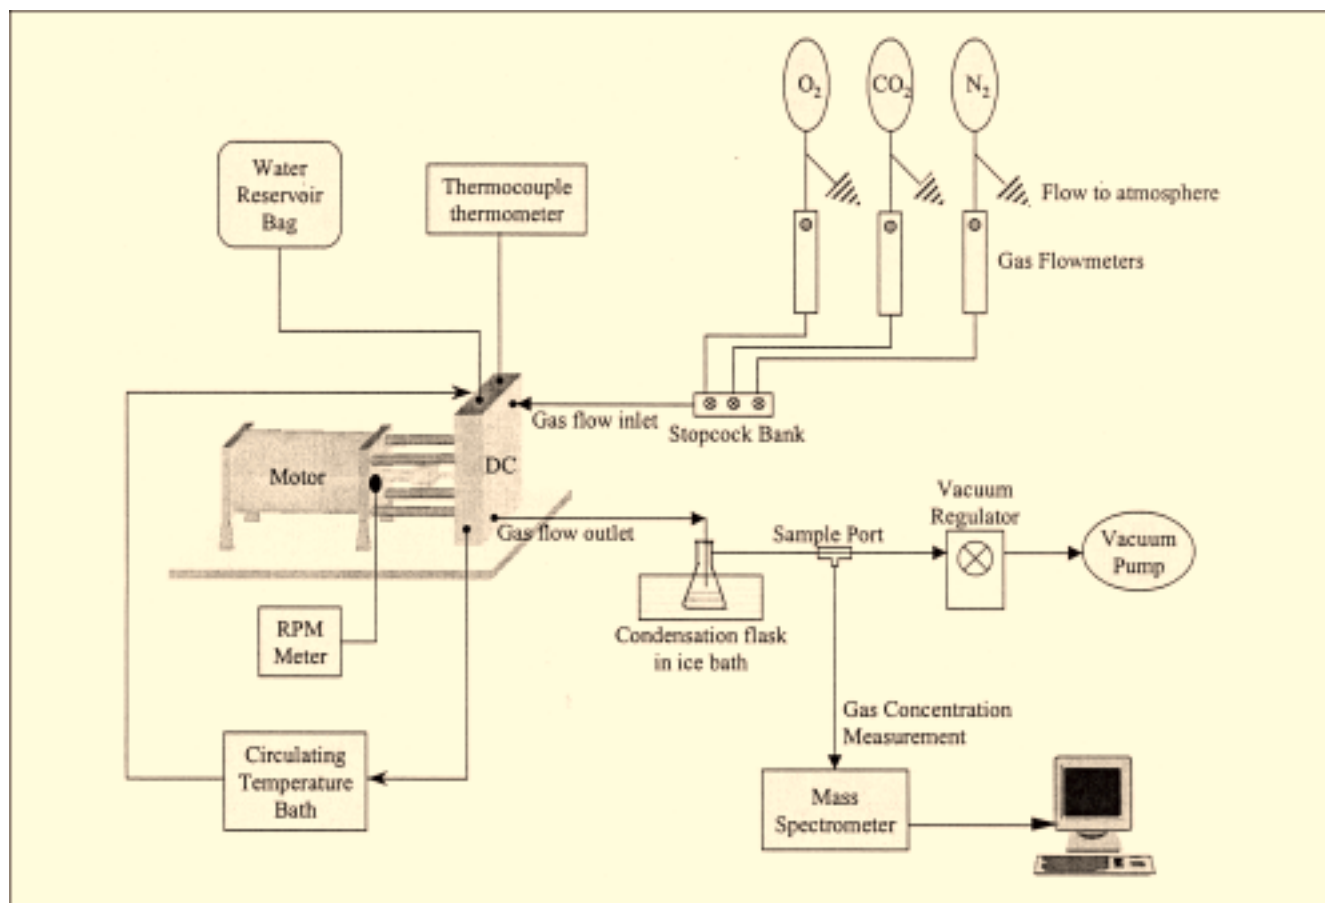 O2
CO2
N2
Water
Reservoir
Bag
Thermocouple
thermometer
Flow to atmosphere
Gas Flowmeters
Gas flow inlet
Stopcock Bank
Motor
DC
Gas flow outlet
Sample Port
Vacuum
Regulator
Vacuum
Pump
RPM
Meter
Condensation flask
in ice bath
Gas Concentration
Measurement
Circulating
Temperature
Bath
Mass
Spectrometer